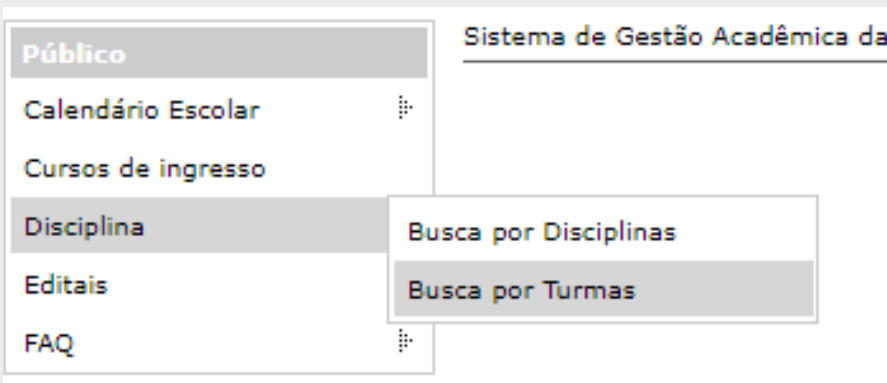 Público
Sistema de Gestão Acadêmica da
Calendário Escolar
Cursos de ingresso
Disciplina
Busca por Disciplinas
Busca por Turmas
Editais
FAQ